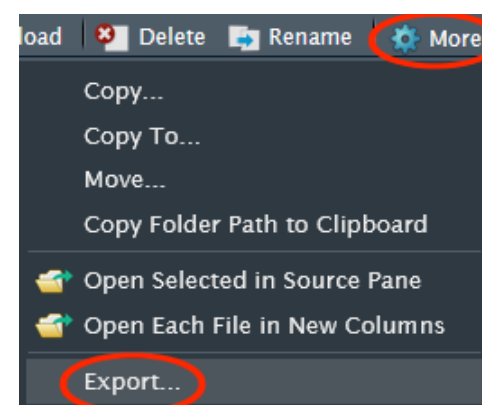 load Delete Rename More
Copy...
Copy To...
Move...
Copy Folder Path to Clipboard
Open Selected in Source Pane
Open Each File in New Columns
Export...